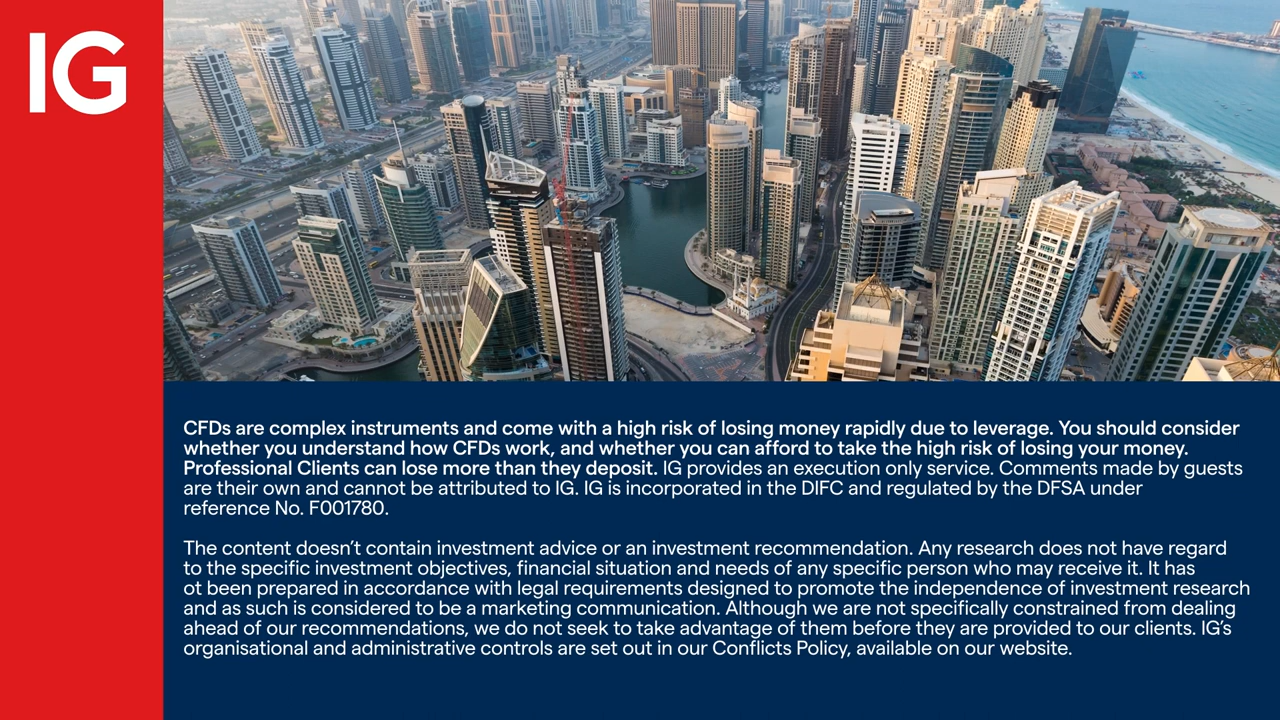 IG
CFDs are complex instruments and come with a high risk of losing money rapidly due to leverage. You should consider
whether you understand how CFDs work, and whether you can afford to take the high risk of losing your money.
Professional Clients can lose more than they deposit. IG provides an execution only service. Comments made by guests
are their own and cannot be attributed to IG. IG is incorporated in the DIFC and regulated by the DFSA under
reference No. F001780.
The content doesn’t contain investment advice or an investment recommendation. Any research does not have regard
to the specific investment objectives, financial situation and needs of any specific person who may receive it. It has
ot been prepared in accordance with legal requirements designed to promote the independence of investment research
and as such is considered to be a marketing communication. Although we are not specifically constrained from dealing
ahead of our recommendations, we do not seek to take advantage of them before they are provided to our clients. IG’s
organisational and administrative controls are set out in our Conflicts Policy, available on our website.